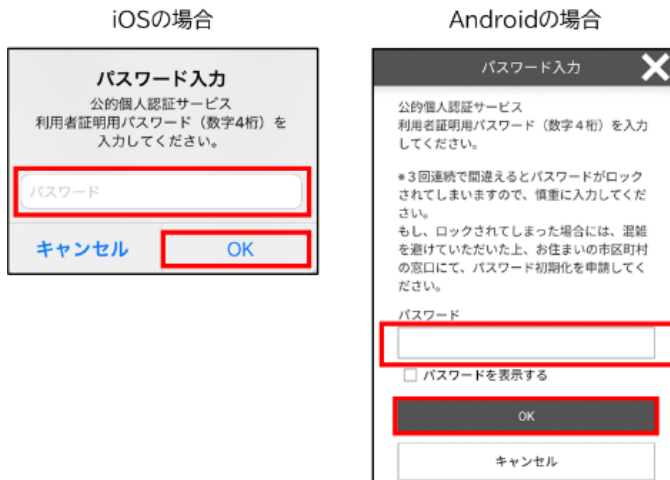 iOSの場合
パスワード入力
公的個人認証サービス
利用者証明用パスワード（数字4桁）を
入力してください。
パスワード
キャンセル
OK
Androidの場合
パスワード入力
公的個人認証サービス
利用者証明用パスワード（数字４桁）を入力
してください。
※３回連続で間違えるとパスワードがロック
されてしまいますので、慎重に入力してくだ
さい。
もし、ロックされてしまった場合には、混雑
を避けていただいた上、お住まいの市区町村
の窓口にて、パスワード初期化を申請してく
ださい。
パスワード
パスワードを表示する
OK
キャンセル